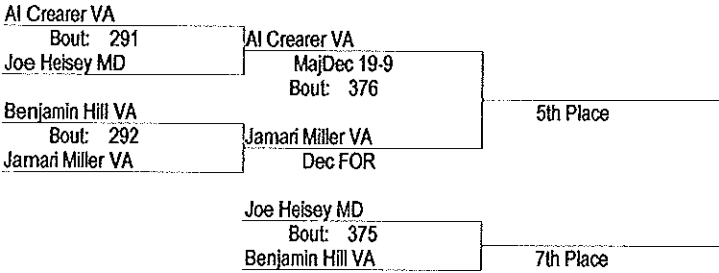 Al Crearer VA
Bout: 291
Joe Heisey MD
Al Crearer VA
MajDec 19-9
Bout: 376
Benjamin Hill VA
Bout: 292
Jamari Miller VA
Jamari Miller VA
Dec FOR
5th Place
Joe Heisey MD
Bout: 375
Benjamin Hill VA
7th Place